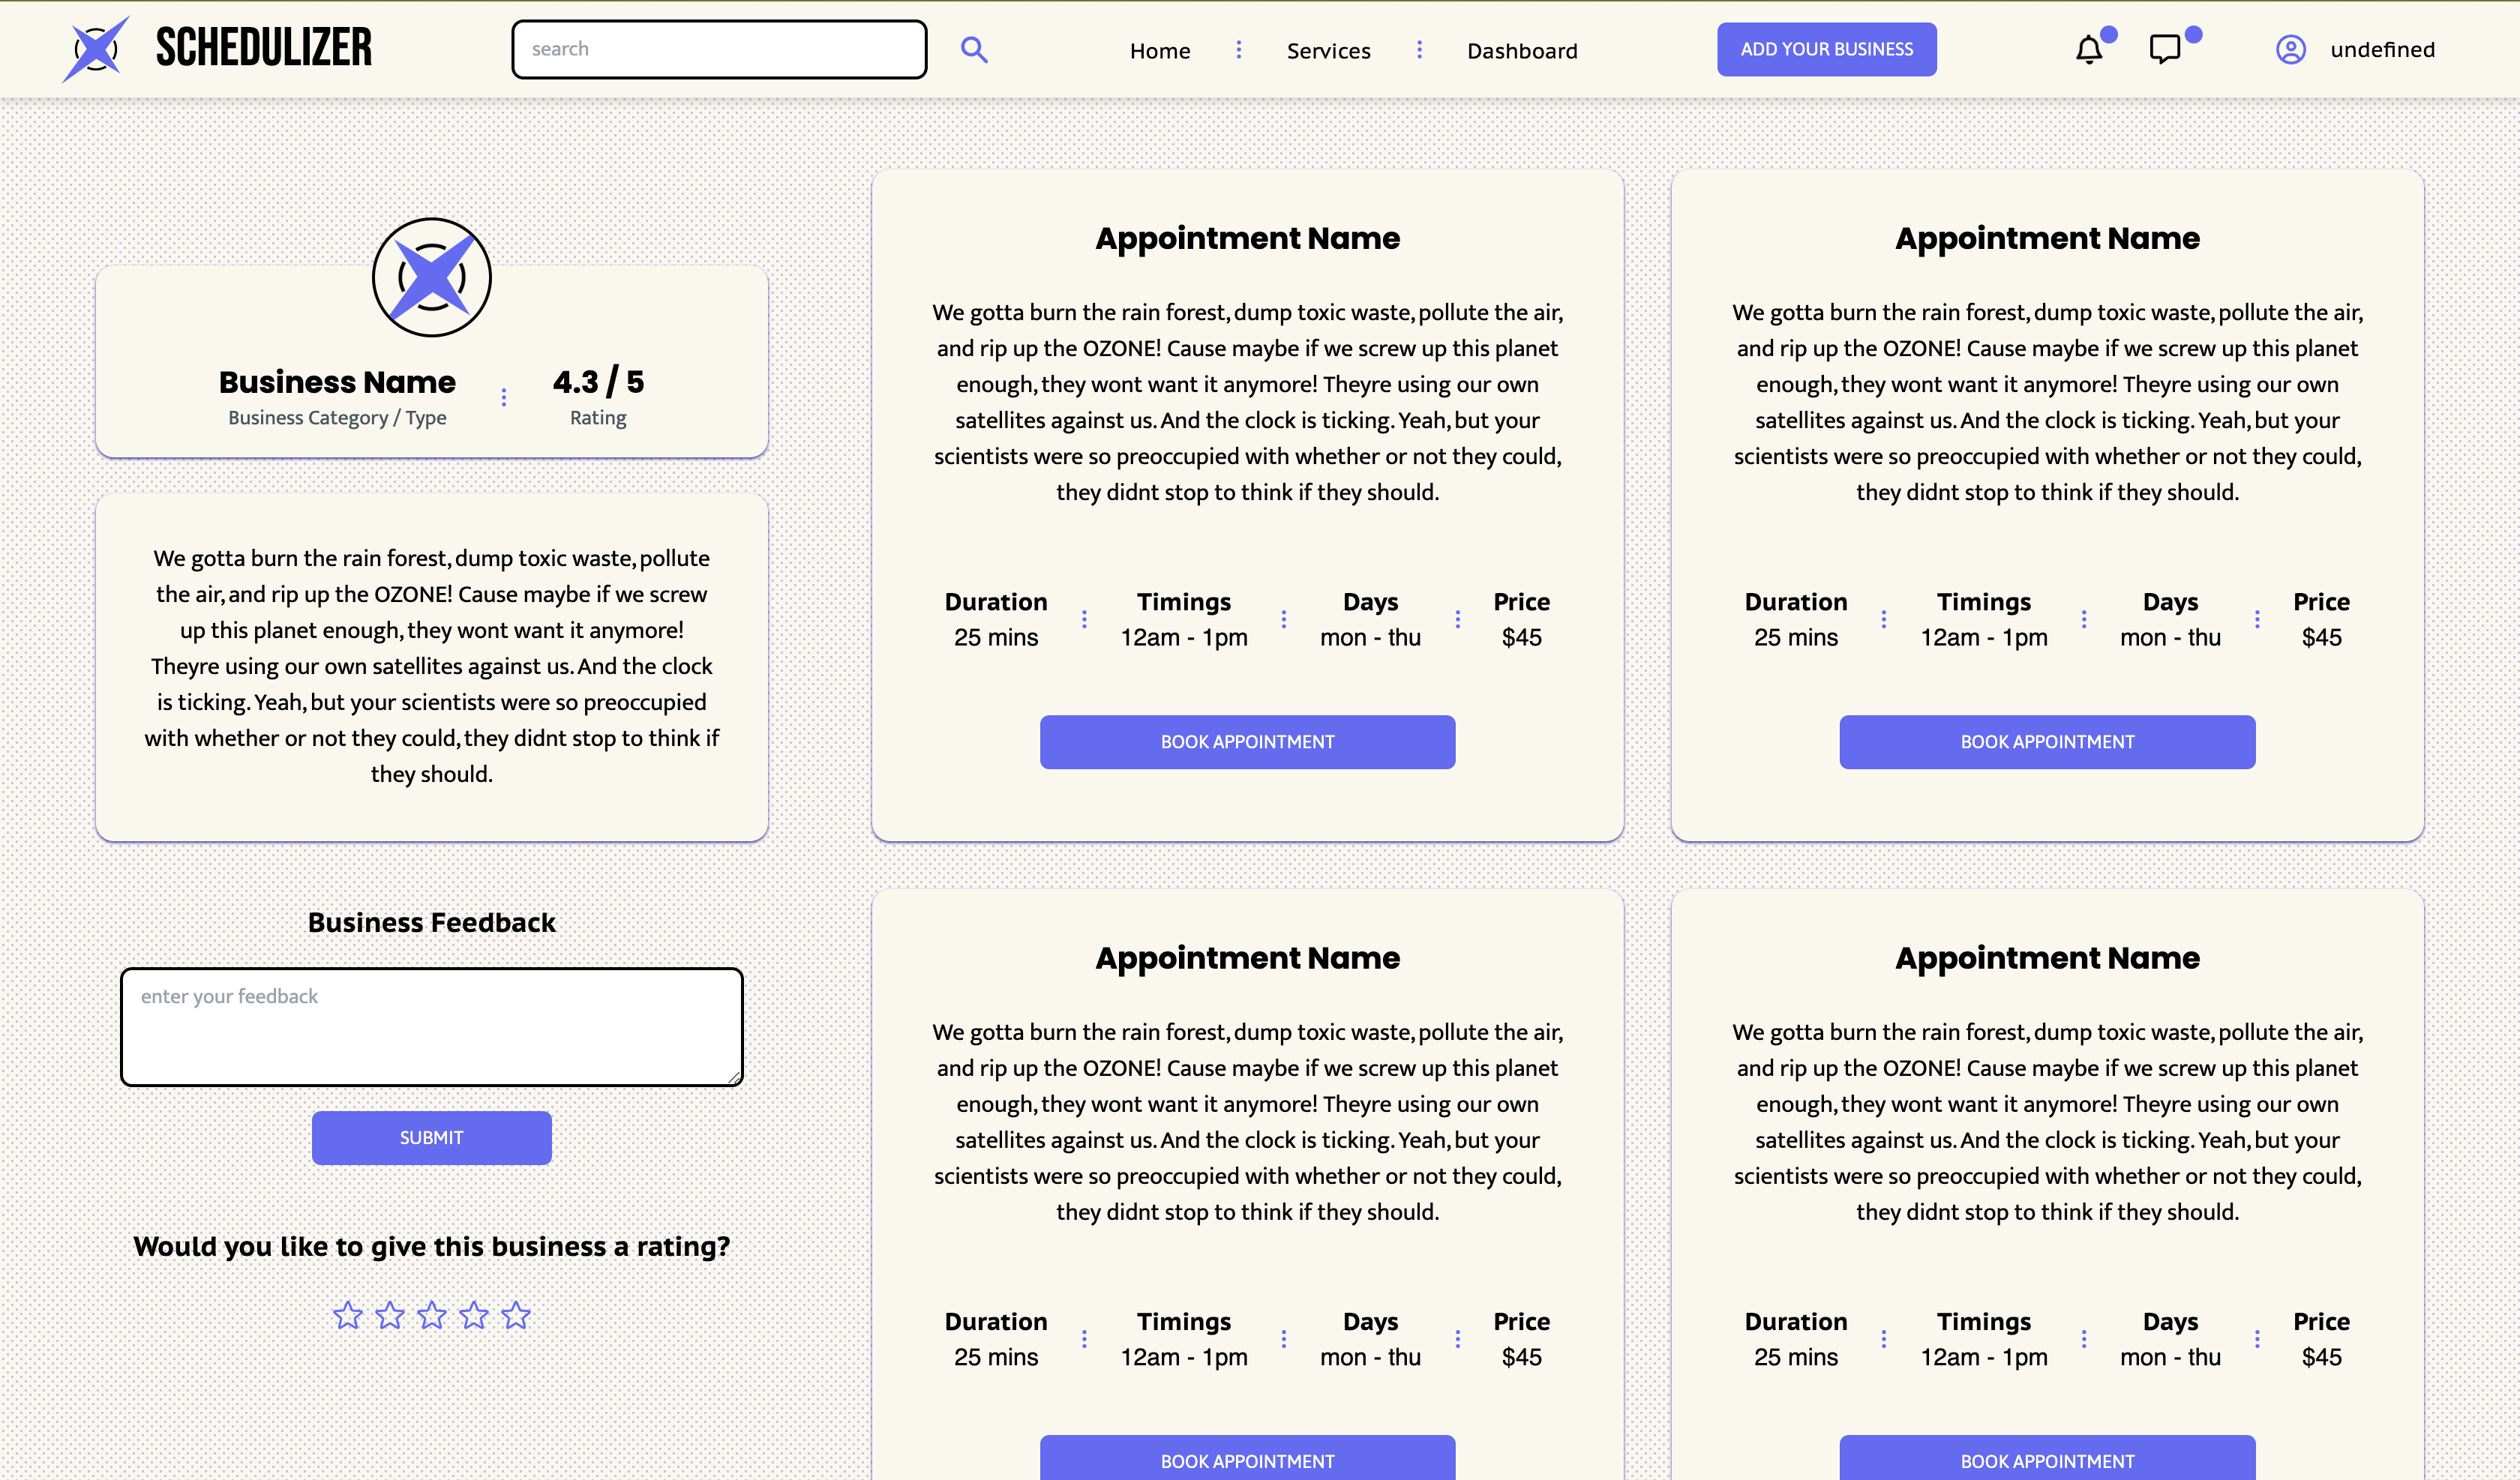 SCHEDULIZER
search
Home
Services
Dashboard
ADD YOUR BUSINESS
undefined
Business Name
Business Category / Type
4.3 / 5
Rating
We gotta burn the rain forest, dump toxic waste, pollute
the air, and rip up the OZONE! Cause maybe if we screw
up this planet enough, they wont want it anymore!
Theyre using our own satellites against us. And the clock
is ticking. Yeah, but your scientists were so preoccupied
with whether or not they could, they didnt stop to think if
they should.
Business Feedback
enter your feedback
SUBMIT
Would you like to give this business a rating?
Appointment Name
We gotta burn the rain forest, dump toxic waste, pollute the air,
and rip up the OZONE! Cause maybe if we screw up this planet
enough, they wont want it anymore! Theyre using our own
satellites against us. And the clock is ticking. Yeah, but your
scientists were so preoccupied with whether or not they could,
they didnt stop to think if they should.
Duration
25 mins
Timings
12am - 1pm
Days
mon - thu
Price
$45
BOOK APPOINTMENT
Appointment Name
We gotta burn the rain forest, dump toxic waste, pollute the air,
and rip up the OZONE! Cause maybe if we screw up this planet
enough, they wont want it anymore! Theyre using our own
satellites against us. And the clock is ticking. Yeah, but your
scientists were so preoccupied with whether or not they could,
they didnt stop to think if they should.
Duration
25 mins
Timings
12am - 1pm
Days
mon - thu
Price
$45
BOOK APPOINTMENT
Appointment Name
We gotta burn the rain forest, dump toxic waste, pollute the air,
and rip up the OZONE! Cause maybe if we screw up this planet
enough, they wont want it anymore! Theyre using our own
satellites against us. And the clock is ticking. Yeah, but your
scientists were so preoccupied with whether or not they could,
they didnt stop to think if they should.
Duration
25 mins
Timings
12am - 1pm
Days
mon - thu
Price
$45
BOOK APPOINTMENT
Appointment Name
We gotta burn the rain forest, dump toxic waste, pollute the air,
and rip up the OZONE! Cause maybe if we screw up this planet
enough, they wont want it anymore! Theyre using our own
satellites against us. And the clock is ticking. Yeah, but your
scientists were so preoccupied with whether or not they could,
they didnt stop to think if they should.
Duration
25 mins
Timings
12am - 1pm
Days
mon - thu
Price
$45
BOOK APPOINTMENT